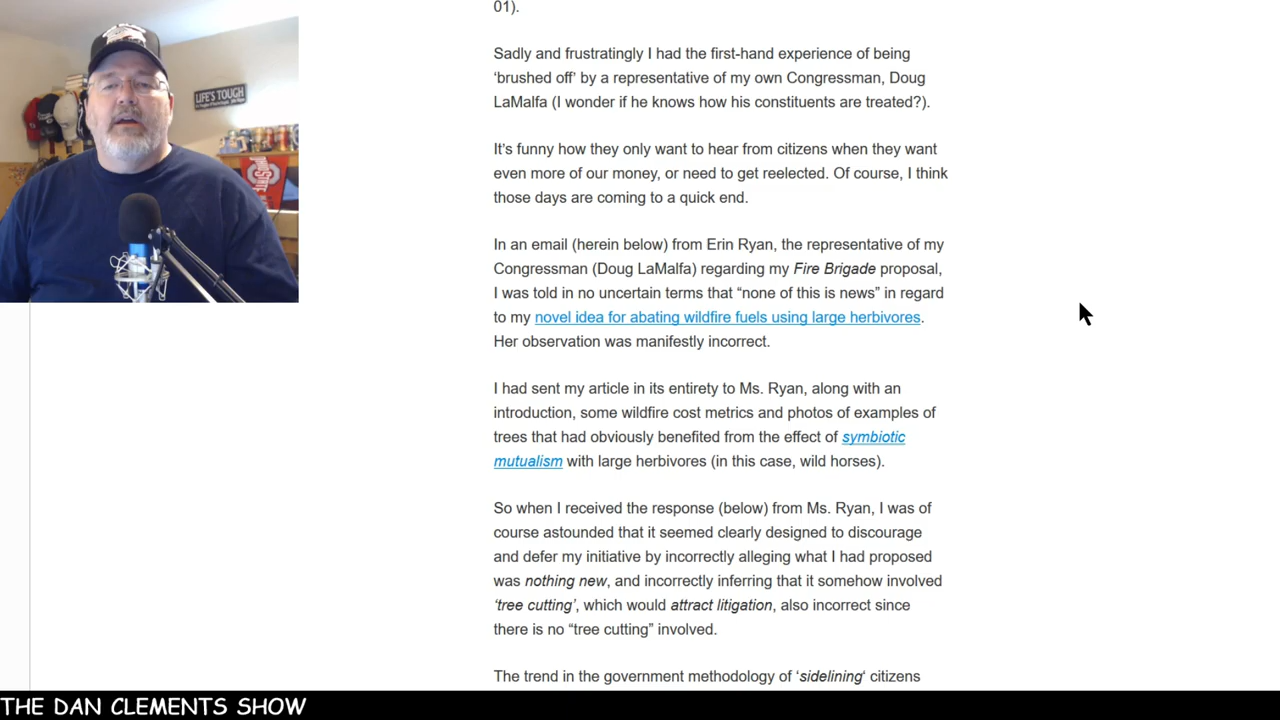 01).
Sadly and frustratingly I had the first-hand experience of being
‘brushed off’ by a representative of my own Congressman, Doug
LaMalfa (I wonder if he knows how his constituents are treated?).
It’s funny how they only want to hear from citizens when they want
even more of our money, or need to get reelected. Of course, I think
those days are coming to a quick end.
In an email (herein below) from Erin Ryan, the representative of my
Congressman (Doug LaMalfa) regarding my Fire Brigade proposal,
I was told in no uncertain terms that “none of this is news” in regard
to my novel idea for abating wildfire fuels using large herbivores.
Her observation was manifestly incorrect.
I had sent my article in its entirety to Ms. Ryan, along with an
introduction, some wildfire cost metrics and photos of examples of
trees that had obviously benefited from the effect of symbiotic
mutualism with large herbivores (in this case, wild horses).
So when I received the response (below) from Ms. Ryan, I was of
course astounded that it seemed clearly designed to discourage
and defer my initiative by incorrectly alleging what I had proposed
was nothing new, and incorrectly inferring that it somehow involved
‘tree cutting’, which would attract litigation, also incorrect since
there is no “tree cutting” involved.
The trend in the government methodology of ‘sidelining‘ citizens
LIFE'S TOUGH
THE DAN CLEMENTS SHOW